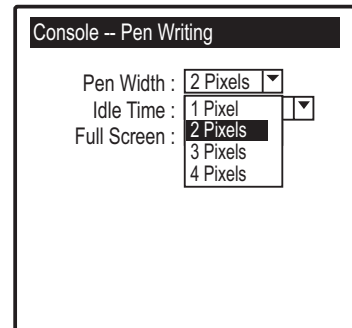 Console -- Pen Writing
Pen Width : 2 Pixels
Idle Time : 1 Pixel
Full Screen : 2 Pixels
3 Pixels
4 Pixels